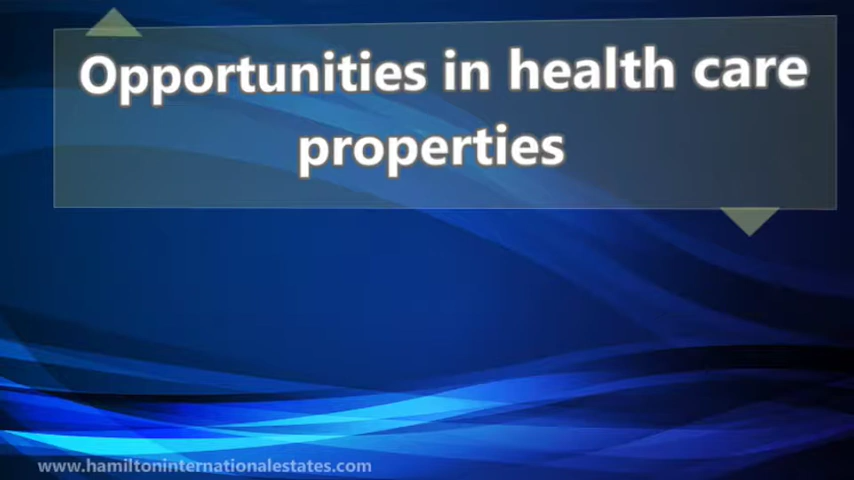 Opportunities in health care
properties
www.hamiltoninternationalestates.com